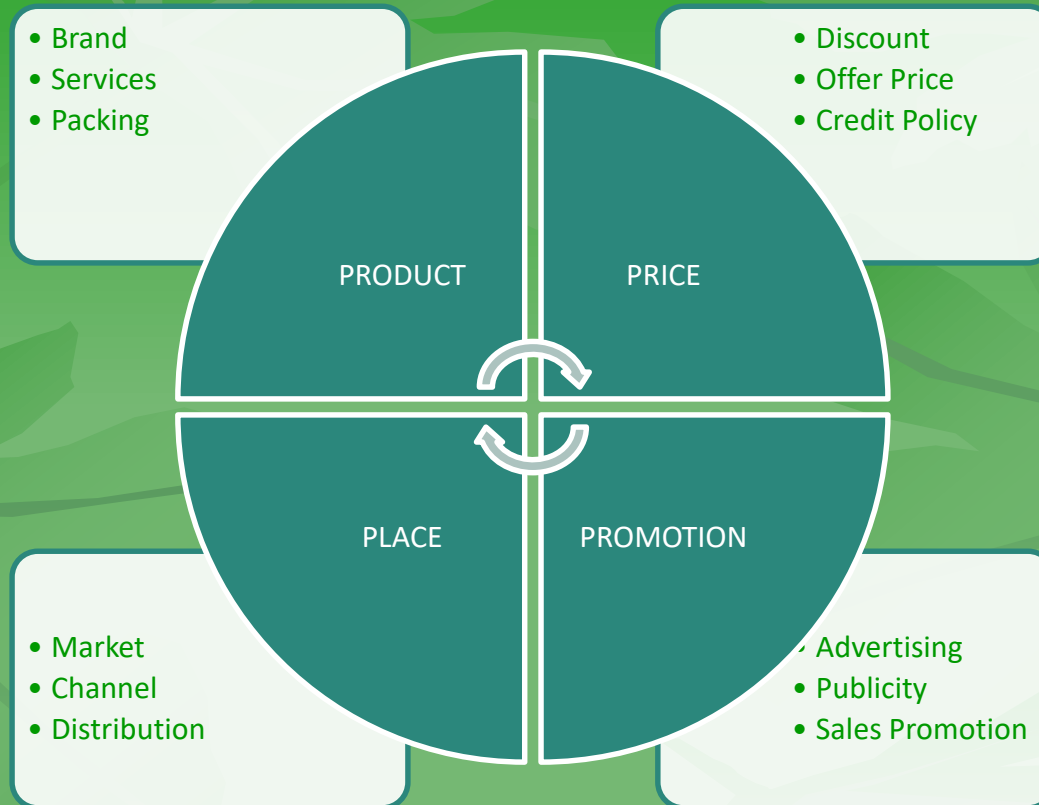 • Brand
• Services
• Packing
• Discount
• Offer Price
• Credit Policy
PRODUCT
PRICE
PLACE
PROMOTION
• Market
• Channel
• Distribution
• Advertising
• Publicity
• Sales Promotion